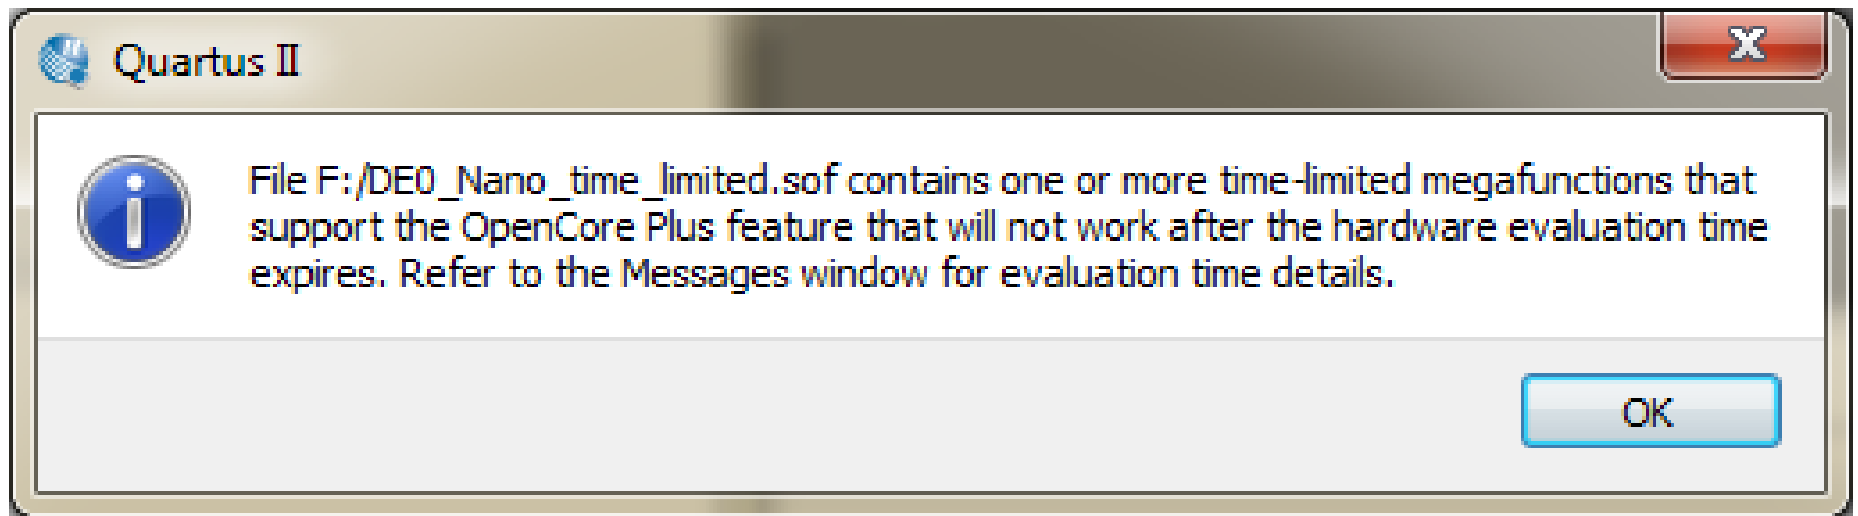 Quartus II
File F:/DE0_Nano_time_limited.sof contains one or more time-limited megafunctions that
support the OpenCore Plus feature that will not work after the hardware evaluation time
expires. Refer to the Messages window for evaluation time details.
OK